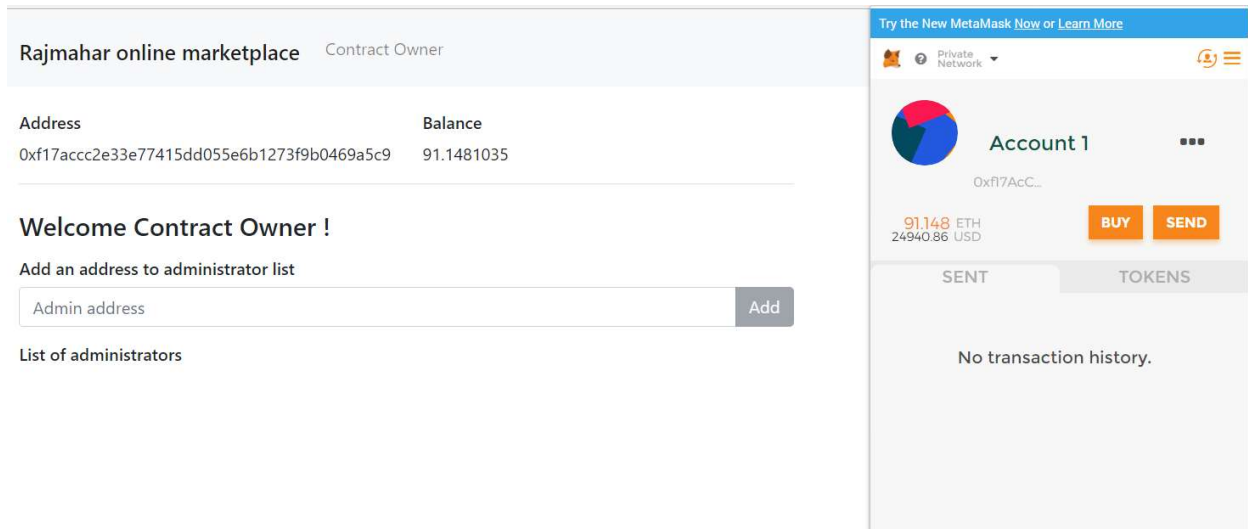 Rajmahar online marketplace Contract Owner
Address Balance
0xf17accc2e33e77415dd055e6b1273f9b0469a5c9 91.1481035
Welcome Contract Owner !
Add an address to administrator list
Admin address Add
List of administrators
Try the New MetaMask Now or Learn More
? Private
Network
Account 1
0xf17AcC...
91.148 ETH
24940.86 USD
BUY SEND
SENT TOKENS
No transaction history.